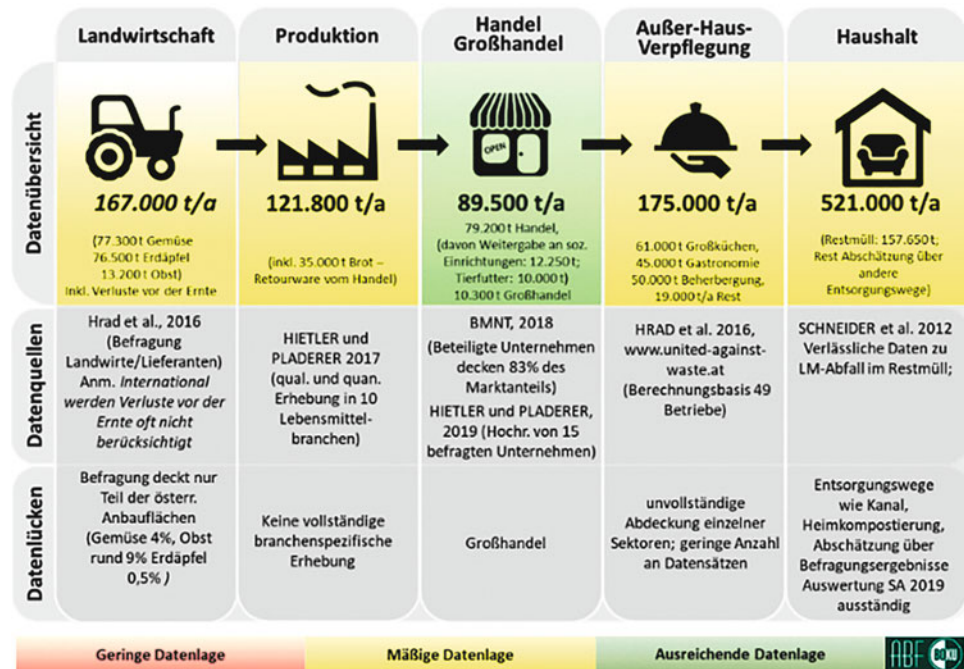 Landwirtschaft
Produktion
Handel
Großhandel
Außer-Haus-
Verpflegung
Haushalt
Datenübersicht
167.000 t/a
(77.300 t Gemüse
76.500 t Erdäpfel
13.200 t Obst)
Inkl. Verluste vor der Ernte
121.800 t/a
(inkl. 35.000 t Brot –
Retourware vom Handel)
OPEN
89.500 t/a
79.200 t Handel,
(davon Weitergabe an soz.
Einrichtungen: 12.250 t;
Tierfutter: 10.000 t)
10.300 t Großhandel
175.000 t/a
61.000 t Großküchen,
45.000 t Gastronomie
50.000 t Beherbergung,
19.000 t/a Rest
521.000 t/a
(Restmüll: 157.650 t;
Rest Abschätzung über
andere
Entsorgungswege)
Datenquellen
Hrad et al., 2016
(Befragung
Landwirte/Lieferanten)
Anm. International
werden Verluste vor der
Ernte oft nicht
berücksichtigt
HIETLER und
PLADERER 2017
(qual. und quan.
Erhebung in 10
Lebensmittel-
branchen)
BMNT, 2018
(Beteiligte Unternehmen
decken 83% des
Marktanteils)
HIETLER und PLADERER,
2019 (Hochr. von 15
befragten Unternehmen)
HRAD et al. 2016,
www.united-against-
waste.at
(Berechnungsbasis 49
Betriebe)
SCHNEIDER et al. 2012
Verlässliche Daten zu
LM-Abfall im Restmüll;
Datenlücken
Befragung deckt nur
Teil der österr.
Anbauflächen
(Gemüse 4%, Obst
rund 9% Erdäpfel
0,5% )
Keine vollständige
branchenspezifische
Erhebung
Großhandel
unvollständige
Abdeckung einzelner
Sektoren; geringe Anzahl
an Datensätzen
Entsorgungswege
wie Kanal,
Heimkompostierung,
Abschätzung über
Befragungsergebnisse
Auswertung SA 2019
ausständig
Geringe Datenlage
Mäßige Datenlage
Ausreichende Datenlage
ABF
BOKU